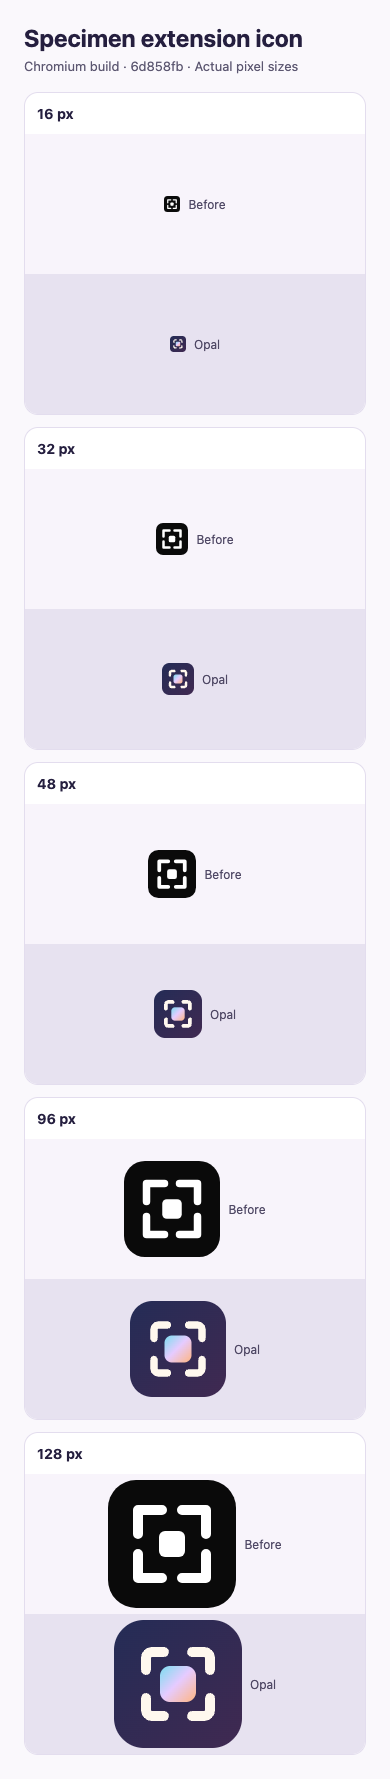 Specimen extension icon
Chromium build · 6d858fb · Actual pixel sizes
16 px
Before
Opal
32 px
Before
Opal
48 px
Before
Opal
96 px
Before
Opal
128 px
Before
Opal